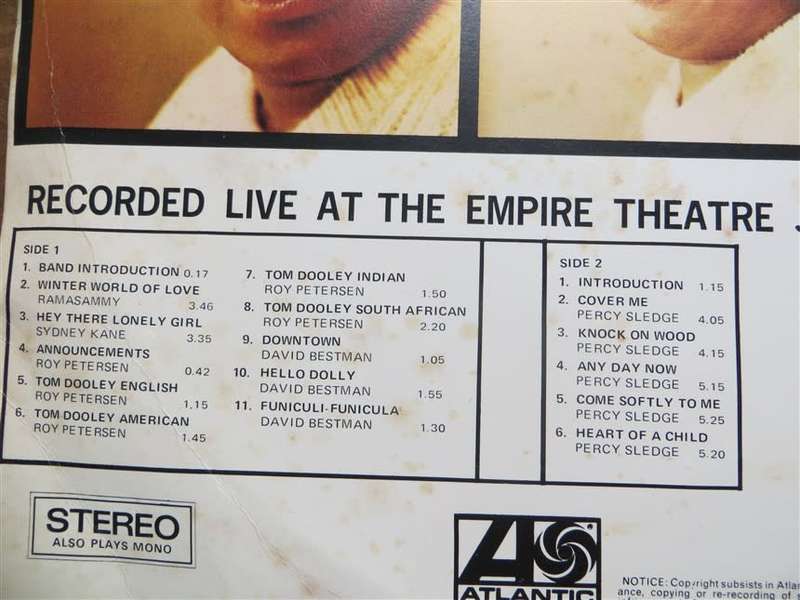 RECORDED LIVE AT THE EMPIRE THEATRE
SIDE 1
1. BAND INTRODUCTION 0.17
2. WINTER WORLD OF LOVE
RAMASAMMY 3.46
3. HEY THERE LONELY GIRL
SYDNEY KANE 3.35
4. ANNOUNCEMENTS
ROY PETERSEN 0.42
5. TOM DOOLEY ENGLISH
ROY PETERSEN 1.15
6. TOM DOOLEY AMERICAN
ROY PETERSEN 1.45
7. TOM DOOLEY INDIAN
ROY PETERSEN 1.50
8. TOM DOOLEY SOUTH AFRICAN
ROY PETERSEN 2.20
9. DOWNTOWN
DAVID BESTMAN 1.05
10. HELLO DOLLY
DAVID BESTMAN 1.55
11. FUNICULI-FUNICULA
DAVID BESTMAN 1.30
SIDE 2
1. INTRODUCTION 1.15
2. COVER ME
PERCY SLEDGE 4.05
3. KNOCK ON WOOD
PERCY SLEDGE 4.15
4. ANY DAY NOW
PERCY SLEDGE 5.15
5. COME SOFTLY TO ME
PERCY SLEDGE 5.25
6. HEART OF A CHILD
PERCY SLEDGE 5.20
STEREO
ALSO PLAYS MONO
ATLANTIC
NOTICE: Copyright subsists in Atla
ance, copying or re-recording of